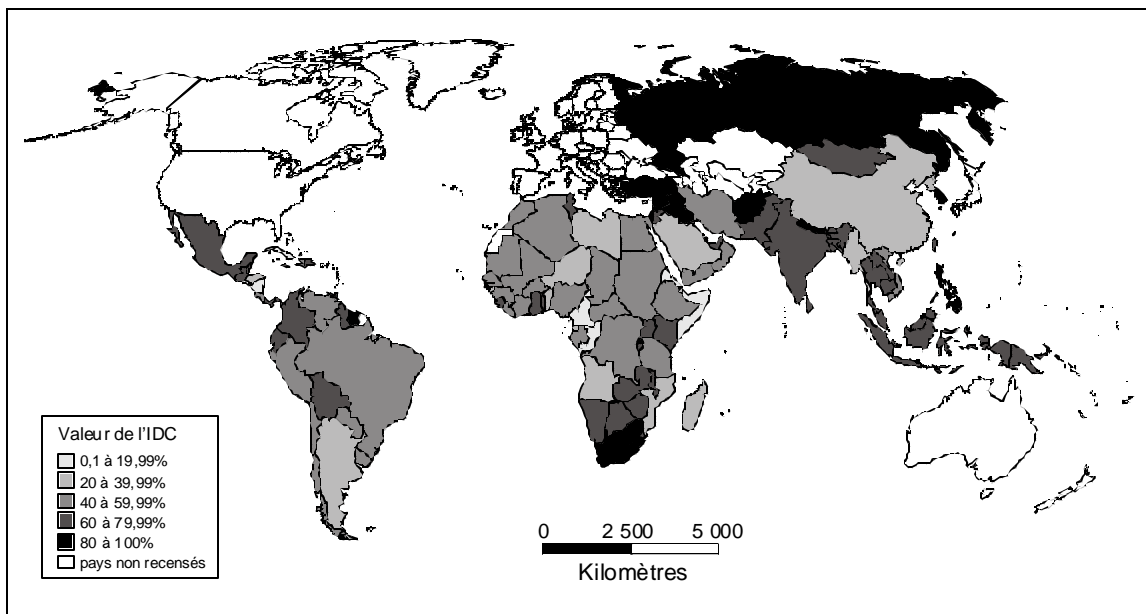 Valeur de l'IDC
0,1 à 19,99%
20 à 39,99%
40 à 59,99%
60 à 79,99%
80 à 100%
pays non recensés
0 2 500 5 000
Kilomètres